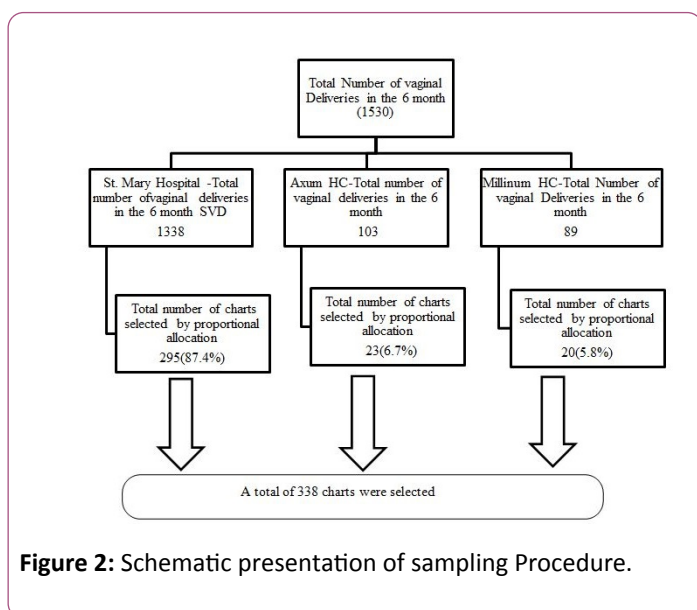 Total Number of vaginal
Deliveries in the 6 month
(1530)
St. Mary Hospital -Total
number ofvaginal deliveries
in the 6 month SVD
1338
Axum HC-Total number of
vaginal deliveries in the 6
month
103
Millinum HC-Total Number of
vaginal Deliveries in the 6
month
89
Total number of charts
selected by proportional
allocation
295(87.4%)
Total number of charts
selected by proportional
allocation
23(6.7%)
Total number of charts
selected by proportional
allocation
20(5.8%)
A total of 338 charts were selected
Figure 2: Schematic presentation of sampling Procedure.